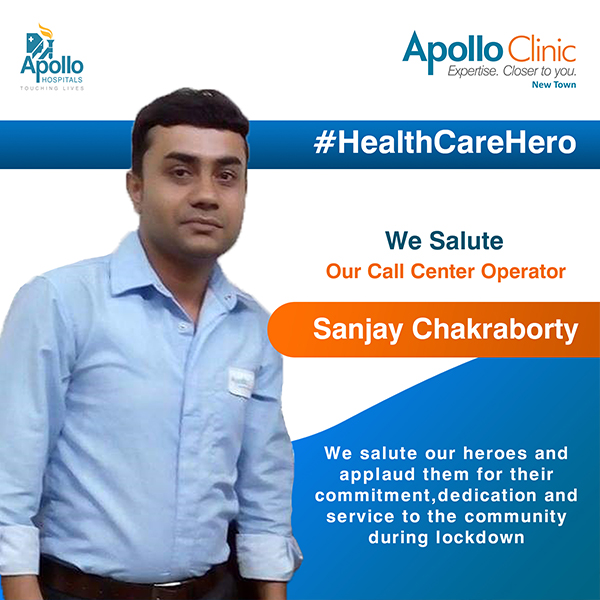 Apollo
HOSPITALS
TOUCHING LIVES
Apollo Clinic
Expertise. Closer to you.
New Town
#HealthCareHero
We Salute
Our Call Center Operator
Sanjay Chakraborty
Apollo
We salute our heroes and
applaud them for their
commitment,dedication and
service to the community
during lockdown